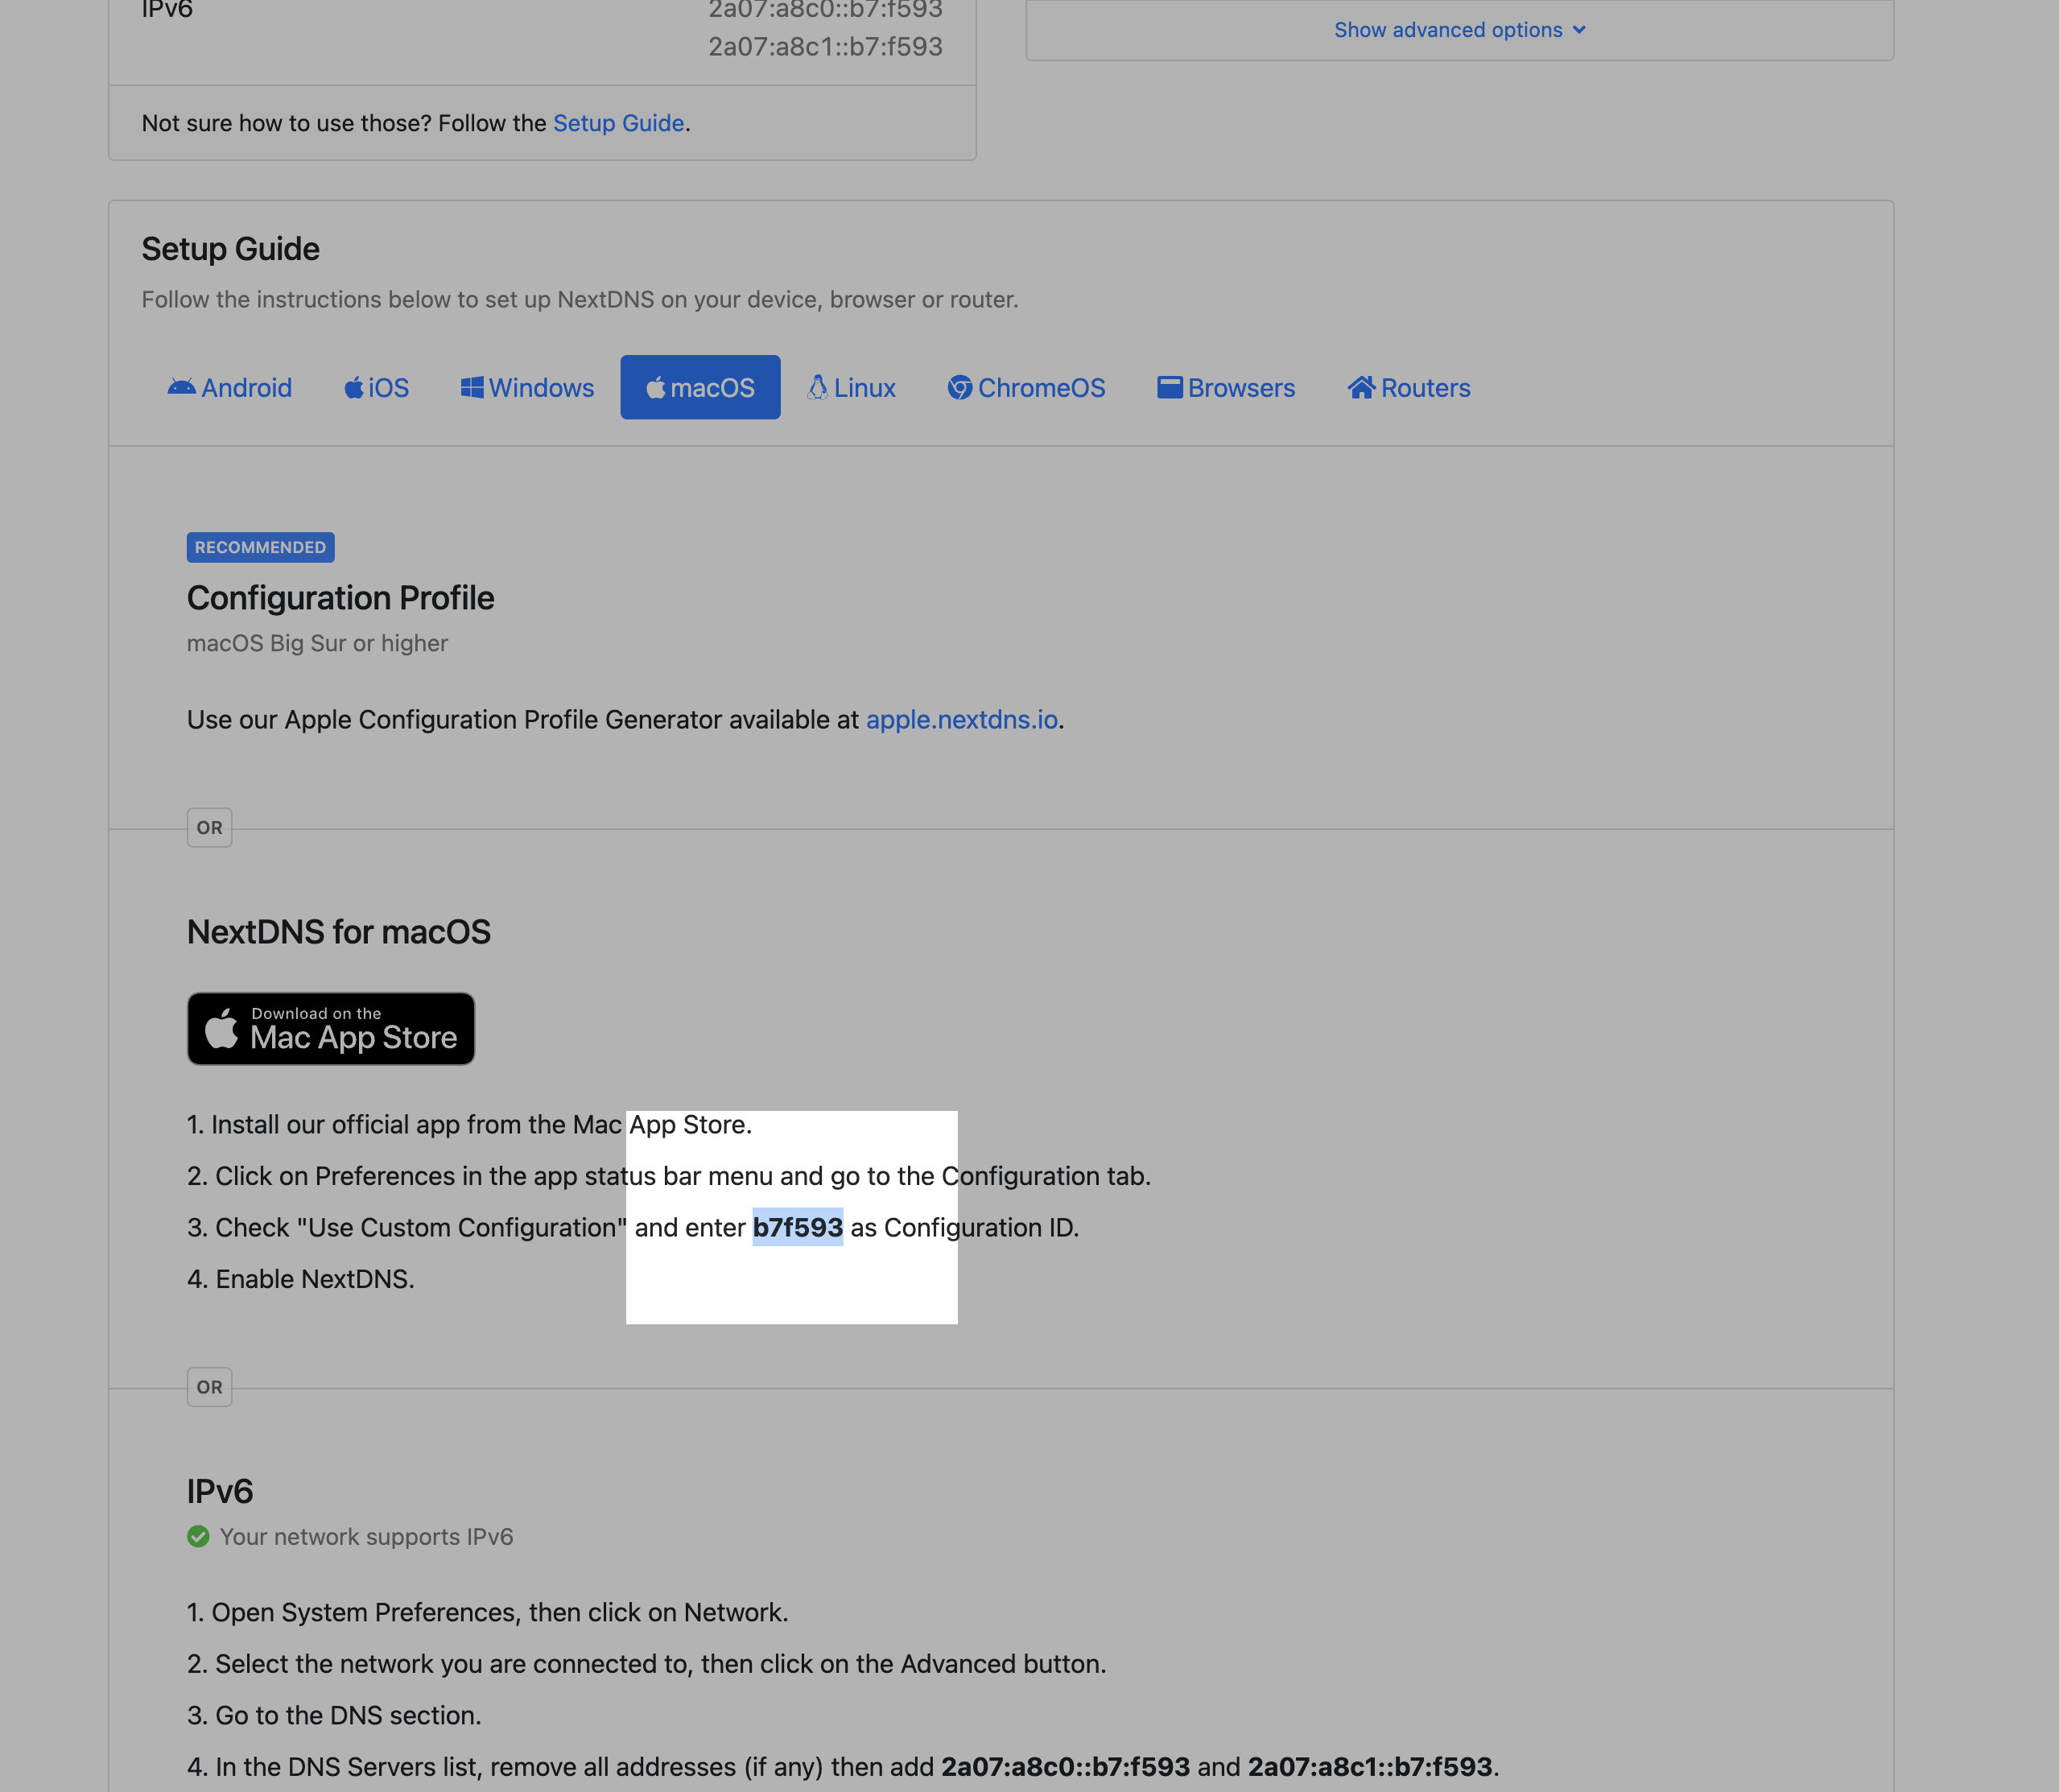 IPv6
2a07:a8c0::b7:f593
2a07:a8c1::b7:f593
Show advanced options
Not sure how to use those? Follow the Setup Guide.
Setup Guide
Follow the instructions below to set up NextDNS on your device, browser or router.
Android iOS Windows macOS Linux ChromeOS Browsers Routers
RECOMMENDED
Configuration Profile
macOS Big Sur or higher
Use our Apple Configuration Profile Generator available at apple.nextdns.io.
OR
NextDNS for macOS
Download on the
Mac App Store
1. Install our official app from the Mac App Store.
2. Click on Preferences in the app status bar menu and go to the Configuration tab.
3. Check "Use Custom Configuration" and enter b7f593 as Configuration ID.
4. Enable NextDNS.
OR
IPv6
Your network supports IPv6
1. Open System Preferences, then click on Network.
2. Select the network you are connected to, then click on the Advanced button.
3. Go to the DNS section.
4. In the DNS Servers list, remove all addresses (if any) then add 2a07:a8c0::b7:f593 and 2a07:a8c1::b7:f593.